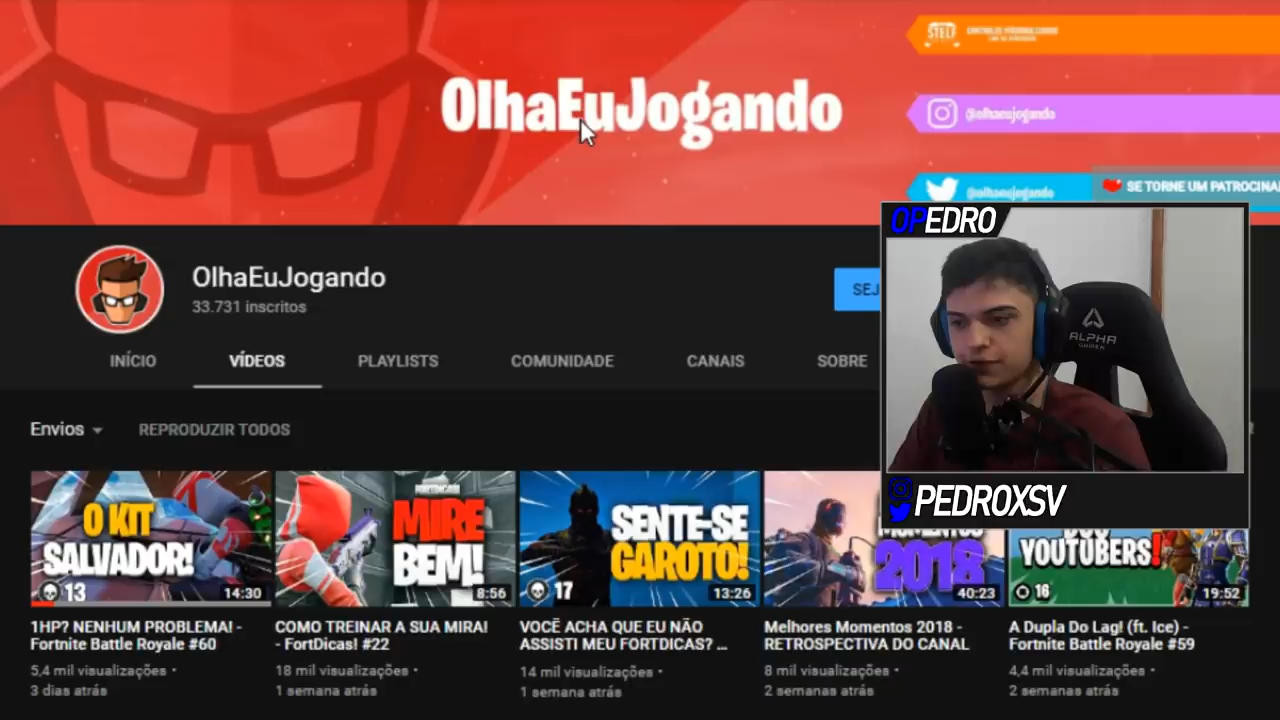 OlhaEuJogando
@olhaeujogando
@olhaeujogando
SE TORNE UM PATROCINA
OPEDRO
OlhaEuJogando
33.731 inscritos
SEJ
ALPHA
GAMER
INÍCIO
VÍDEOS
PLAYLISTS
COMUNIDADE
CANAIS
SOBRE
Envios
REPRODUZIR TODOS
PEDROXSV
O KIT
SALVADOR!
13
14:30
FORTDICAS!
MIRE
BEM!
8:56
SENTE-SE
GAROTO!
17
13:26
MOMENTOS
2018
40:23
YOUTUBERS!
16
19:52
1HP? NENHUM PROBLEMA! -
Fortnite Battle Royale #60
5,4 mil visualizações •
3 dias atrás
COMO TREINAR A SUA MIRA!
- FortDicas! #22
18 mil visualizações •
1 semana atrás
VOCÊ ACHA QUE EU NÃO
ASSISTI MEU FORTDICAS? ...
14 mil visualizações •
1 semana atrás
Melhores Momentos 2018 -
RETROSPECTIVA DO CANAL
8 mil visualizações •
2 semanas atrás
A Dupla Do Lag! (ft. Ice) -
Fortnite Battle Royale #59
4,4 mil visualizações •
2 semanas atrás